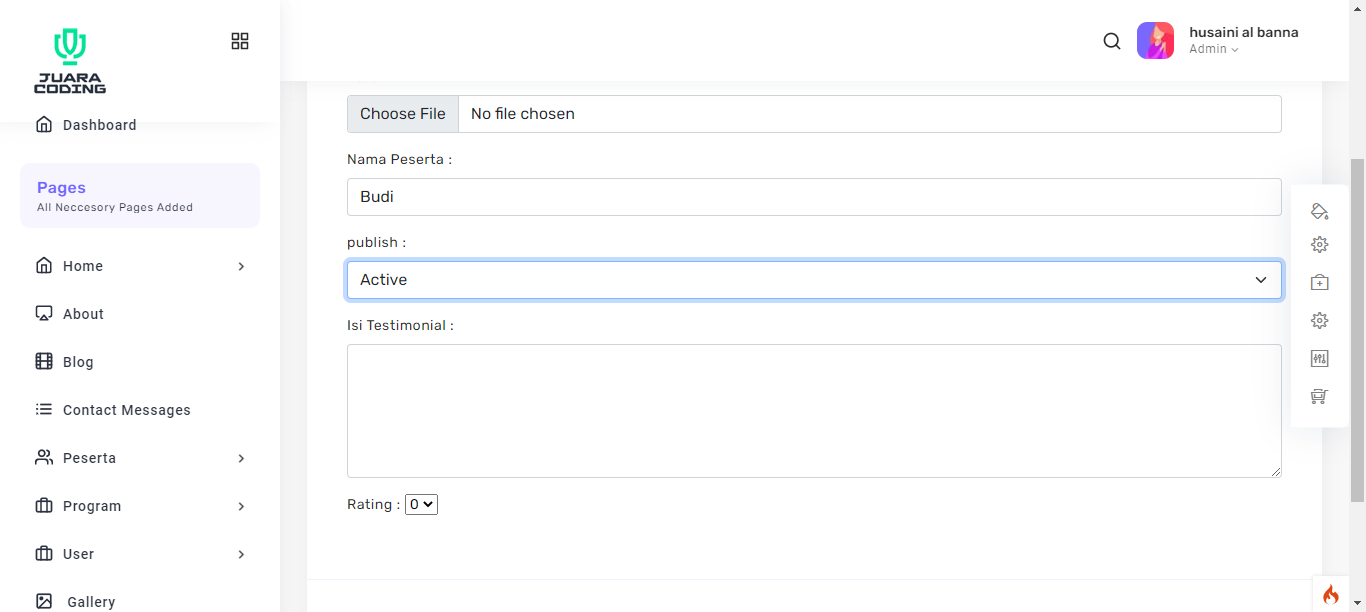 JUARA
CODING
husaini al banna
Admin
Dashboard
Pages
All Neccesory Pages Added
Home
About
Blog
Contact Messages
Peserta
Program
User
Gallery
Choose File No file chosen
Nama Peserta :
Budi
publish :
Active
Isi Testimonial :
Rating : 0